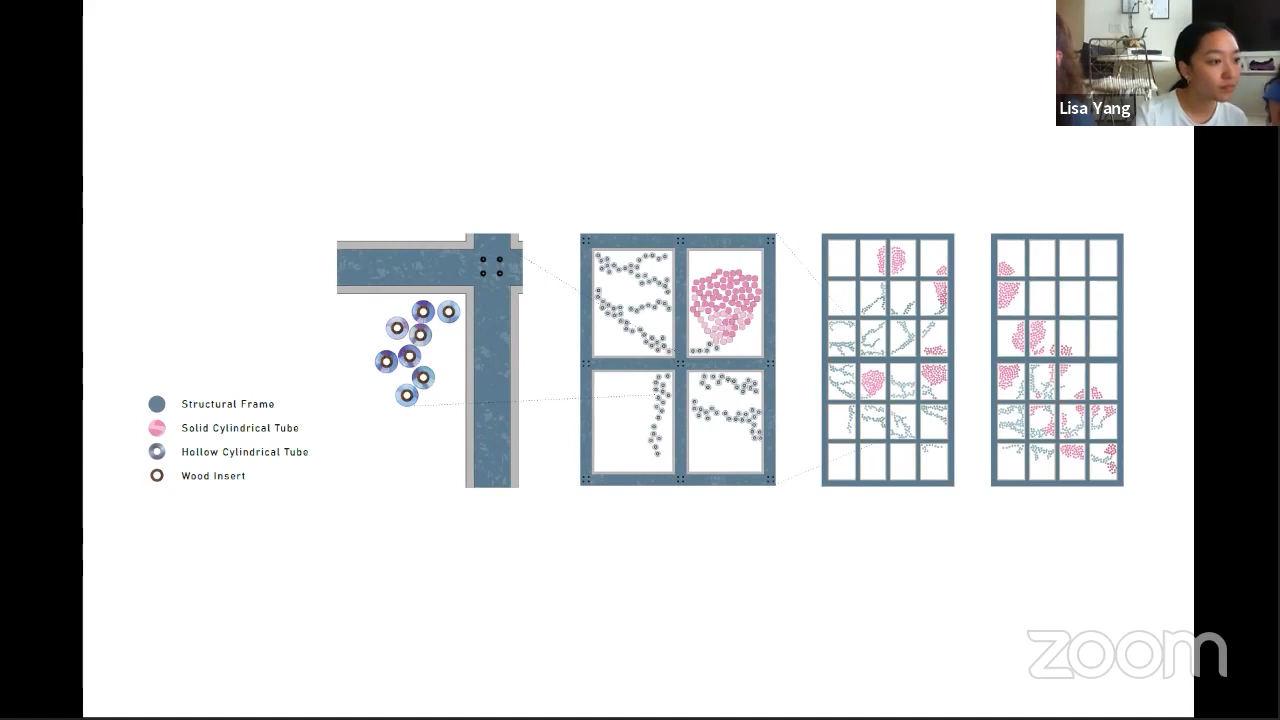 Lisa Yang
Structural Frame
Solid Cylindrical Tube
Hollow Cylindrical Tube
Wood Insert
zoom